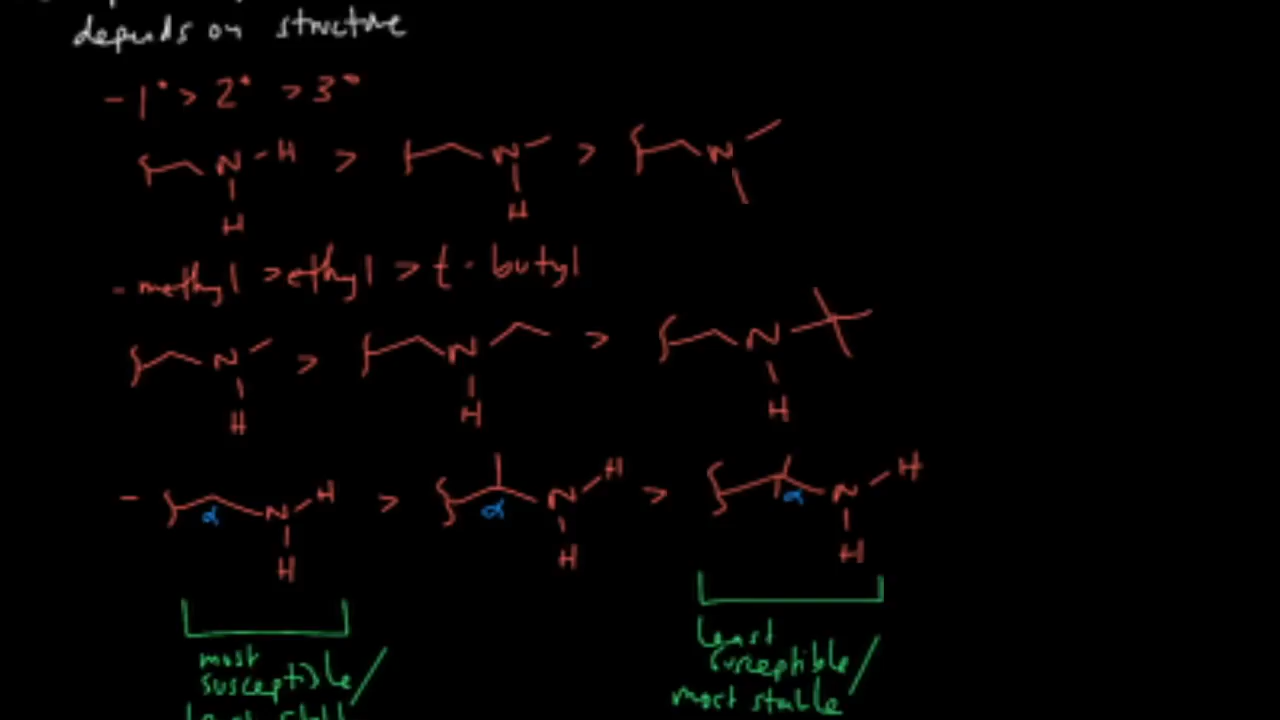 depends on structure
- 1° > 2° > 3°
N - H > N > N
H H
- methyl > ethyl > t - butyl
N > N > N
H H H
- α N H > α N H > α N H
H H H
most susceptible/
least susceptible/
most stable